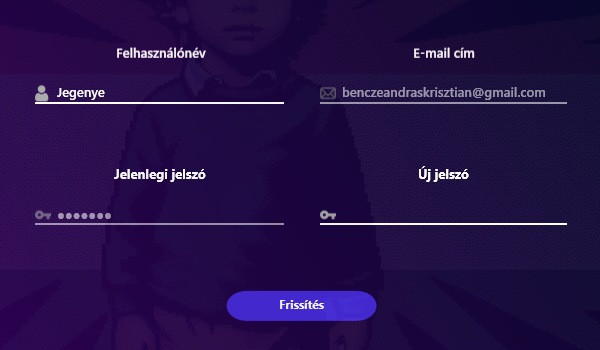 Felhasználónév
E-mail cím
Jegenye
benczeandraskrisztian@gmail.com
Jelenlegi jelszó
Új jelszó
•••••••
Frissítés